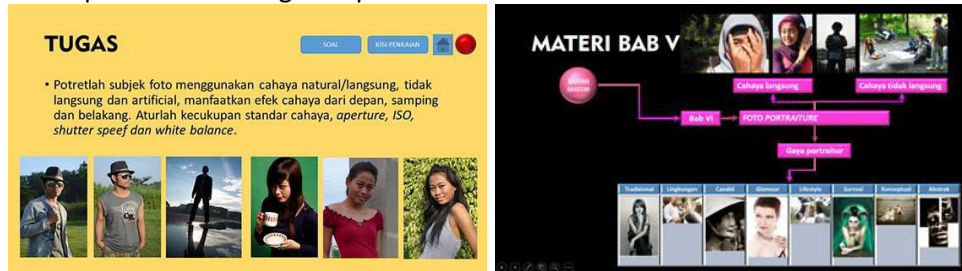 TUGAS
SOAL
KISI PENILAIAN
• Potretlah subjek foto menggunakan cahaya natural/langsung, tidak
langsung dan artificial, manfaatkan efek cahaya dari depan, samping
dan belakang. Aturlah kecukupan standar cahaya, aperture, ISO,
shutter speef dan white balance.
MATERI BAB V
BAHAN
MATERI
Cahaya langsung
Cahaya tidak langsung
Bab VI
FOTO PORTRAITURE
Gaya portraitur
Tradisional
Lingkungan
Candid
Glamour
Lifestyle
Surreal
Konseptual
Abstrak